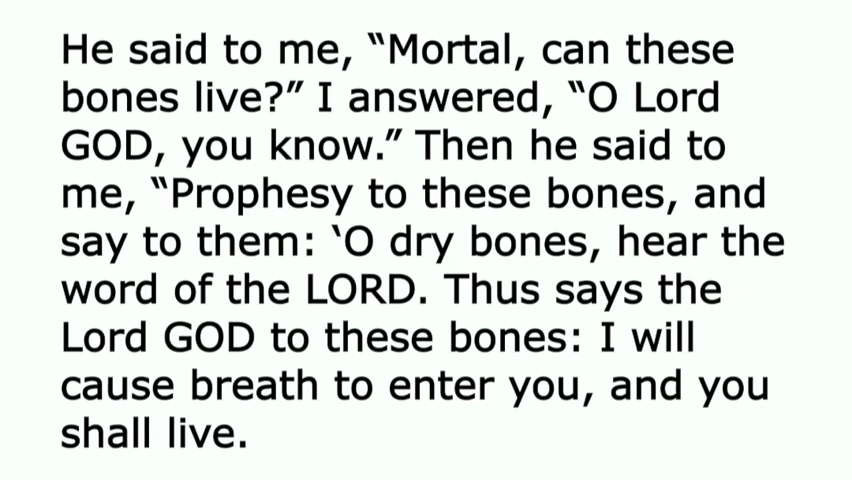 He said to me, “Mortal, can these
bones live?” I answered, “O Lord
GOD, you know.” Then he said to
me, “Prophesy to these bones, and
say to them: ‘O dry bones, hear the
word of the LORD. Thus says the
Lord GOD to these bones: I will
cause breath to enter you, and you
shall live.